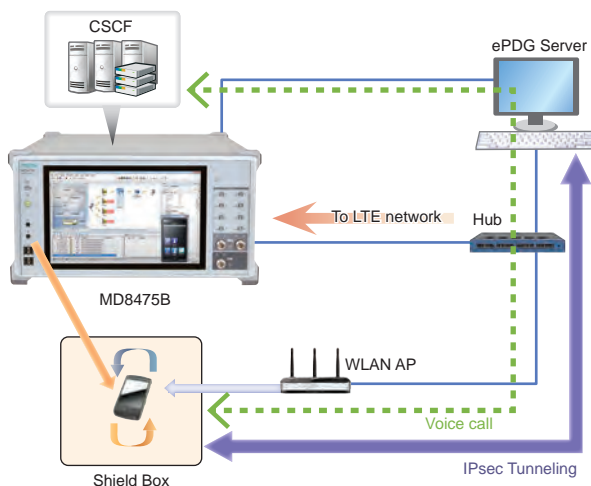 CSCF
ePDG Server
To LTE network
Hub
MD8475B
WLAN AP
Voice call
IPsec Tunneling
Shield Box